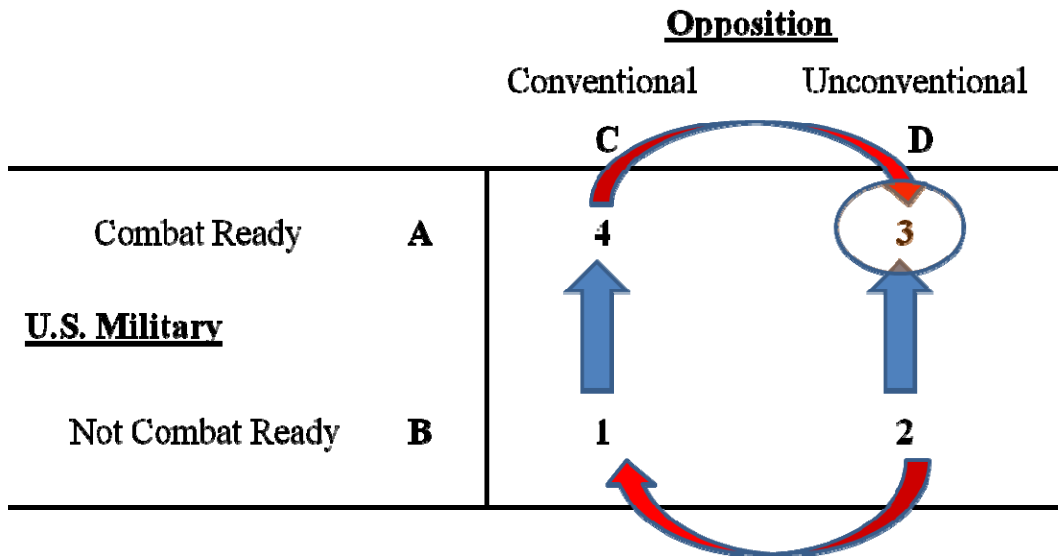 Opposition
Conventional Unconventional
C D
Combat Ready A 4 3
U.S. Military
Not Combat Ready B 1 2